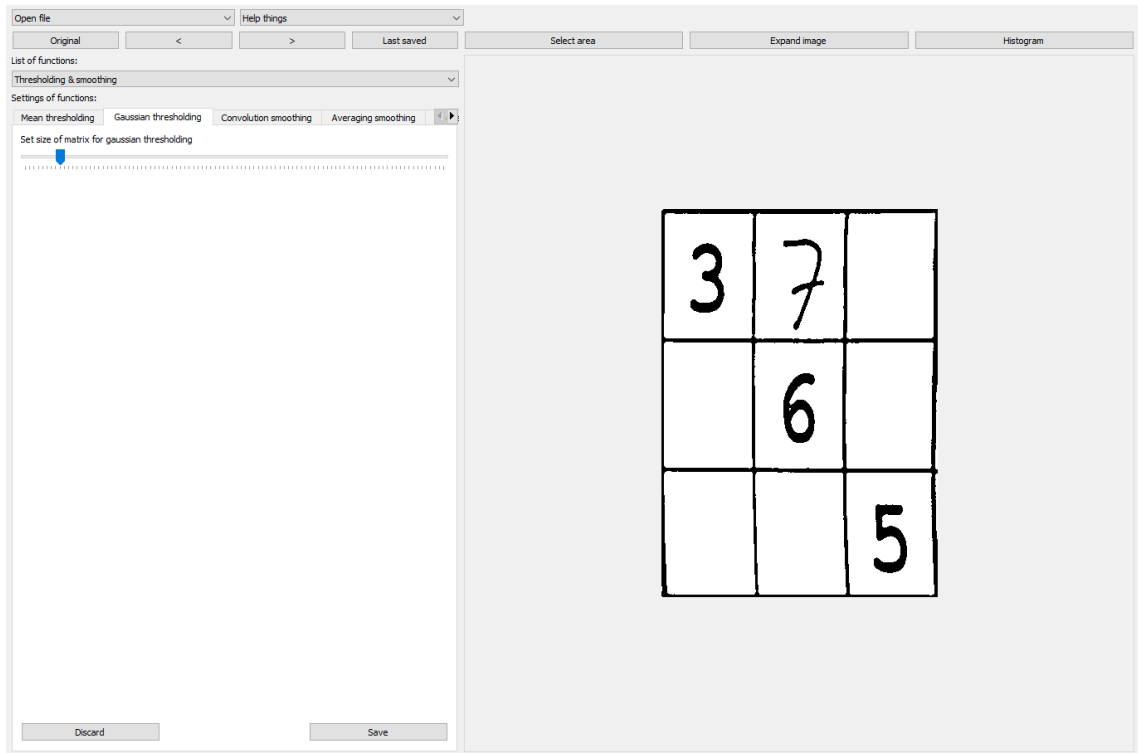 Open file Help things
Original < > Last saved Select area Expand image Histogram
List of functions:
Thresholding & smoothing
Settings of functions:
Mean thresholding Gaussian thresholding Convolution smoothing Averaging smoothing
Set size of matrix for gaussian thresholding
3 7
6
5
Discard Save